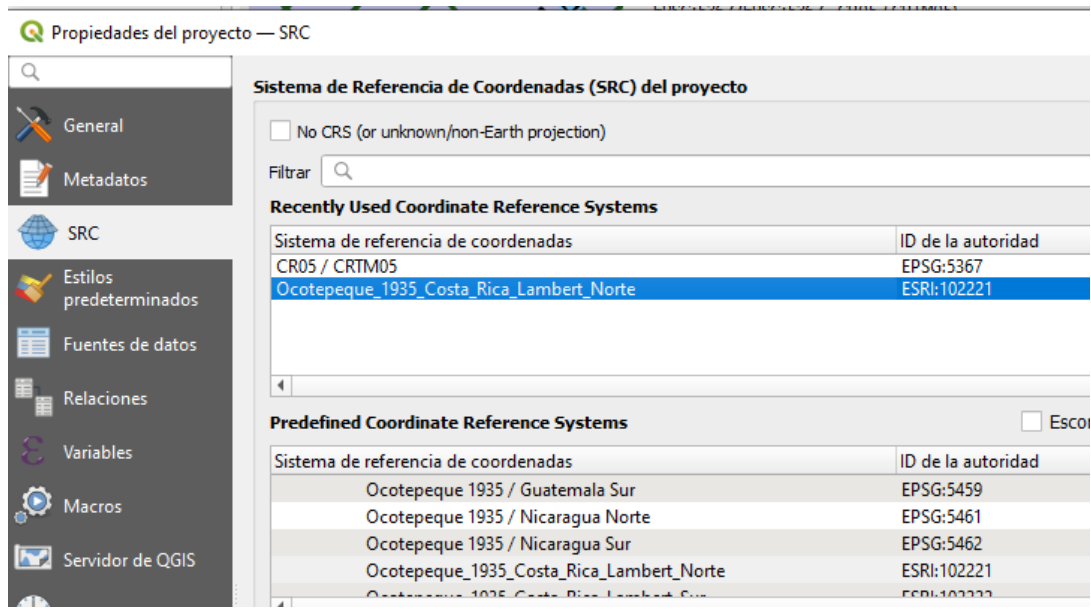 Propiedades del proyecto — SRC
Sistema de Referencia de Coordenadas (SRC) del proyecto
General
No CRS (or unknown/non-Earth projection)
Filtrar
Metadatos
Recently Used Coordinate Reference Systems
SRC
Sistema de referencia de coordenadas ID de la autoridad
CR05 / CRTM05 EPSG:5367
Ocotepeque_1935_Costa_Rica_Lambert_Norte ESRI:102221
Estilos
predeterminados
Fuentes de datos
Relaciones
Predefined Coordinate Reference Systems Escor
Variables
Sistema de referencia de coordenadas ID de la autoridad
Ocotepeque 1935 / Guatemala Sur EPSG:5459
Macros
Ocotepeque 1935 / Nicaragua Norte EPSG:5461
Ocotepeque 1935 / Nicaragua Sur EPSG:5462
Servidor de QGIS
Ocotepeque_1935_Costa_Rica_Lambert_Norte ESRI:102221